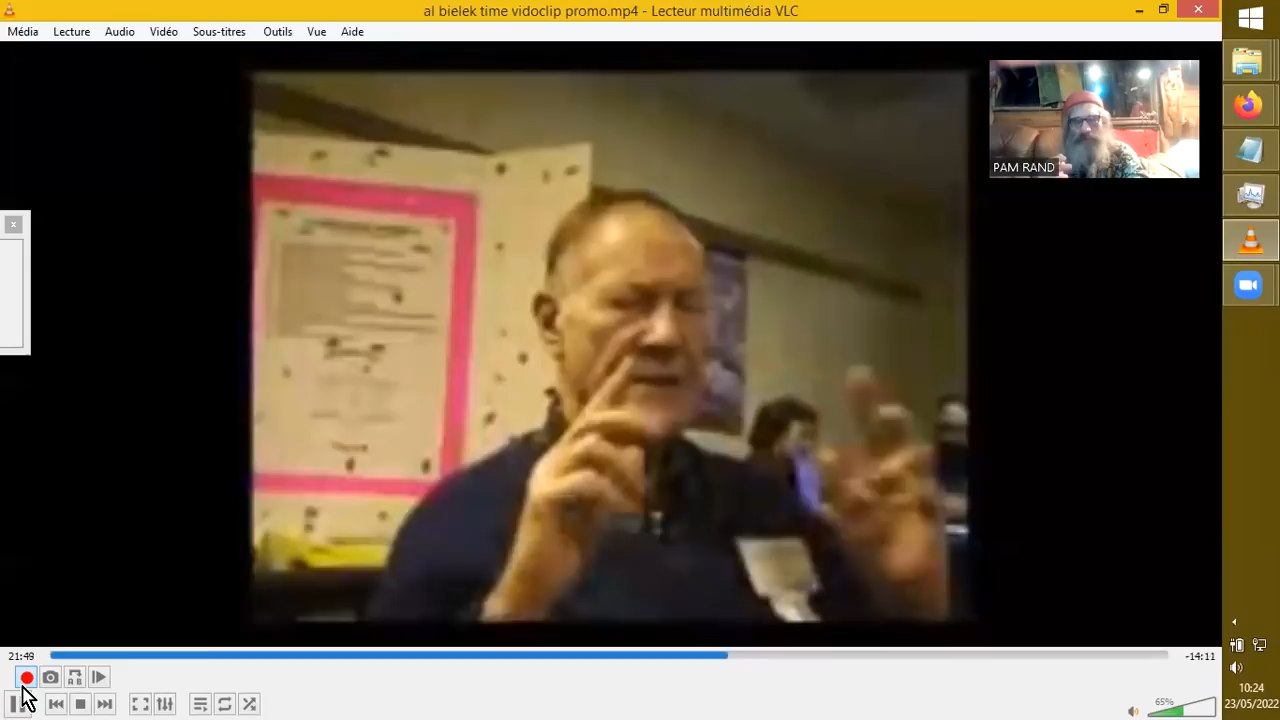 al bielek time vidoclip promo.mp4 - Lecteur multimédia VLC
Média Lecture Audio Vidéo Sous-titres Outils Vue Aide
PAM RAND
21:49
-14:11
65%
10:24
23/05/2022